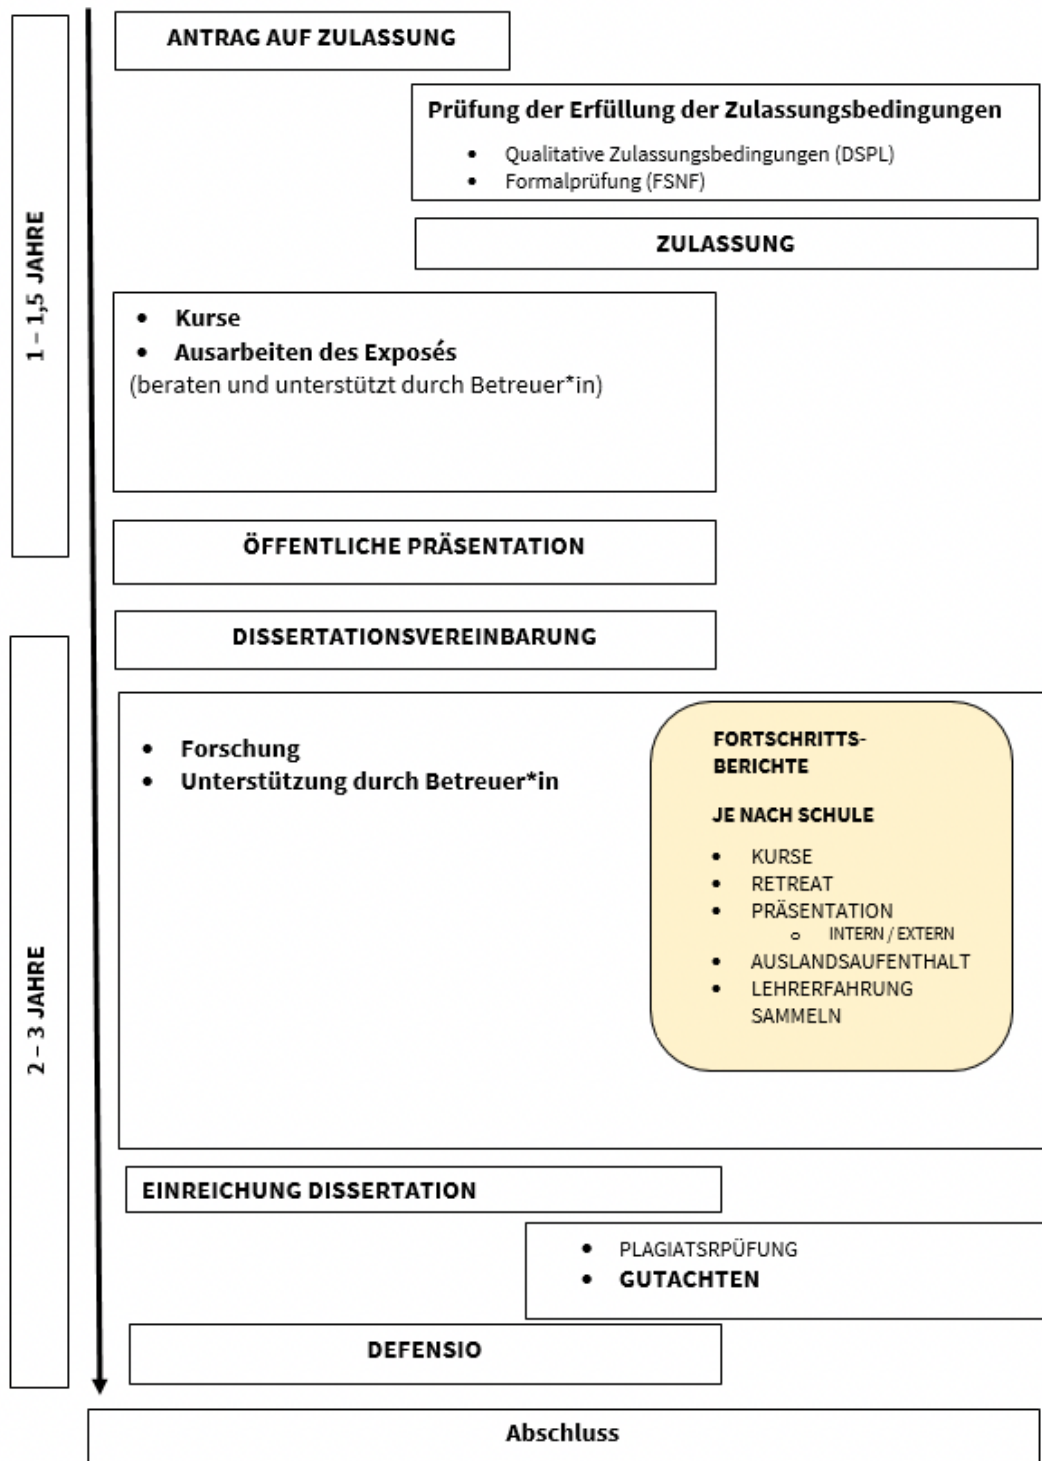 ANTRAG AUF ZULASSUNG
Prüfung der Erfüllung der Zulassungsbedingungen
• Qualitative Zulassungsbedingungen (DSPL)
• Formalprüfung (FSNF)
ZULASSUNG
1 – 1,5 JAHRE
• Kurse
• Ausarbeiten des Exposés
(beraten und unterstützt durch Betreuer*in)
ÖFFENTLICHE PRÄSENTATION
DISSERTATIONSVEREINBARUNG
2 – 3 JAHRE
• Forschung
• Unterstützung durch Betreuer*in
FORTSCHRITTS-
BERICHTE
JE NACH SCHULE
• KURSE
• RETREAT
• PRÄSENTATION
o INTERN / EXTERN
• AUSLANDSAUFENTHALT
• LEHRERFAHRUNG
SAMMELN
EINREICHUNG DISSERTATION
• PLAGIATSRPÜFUNG
• GUTACHTEN
DEFENSIO
Abschluss